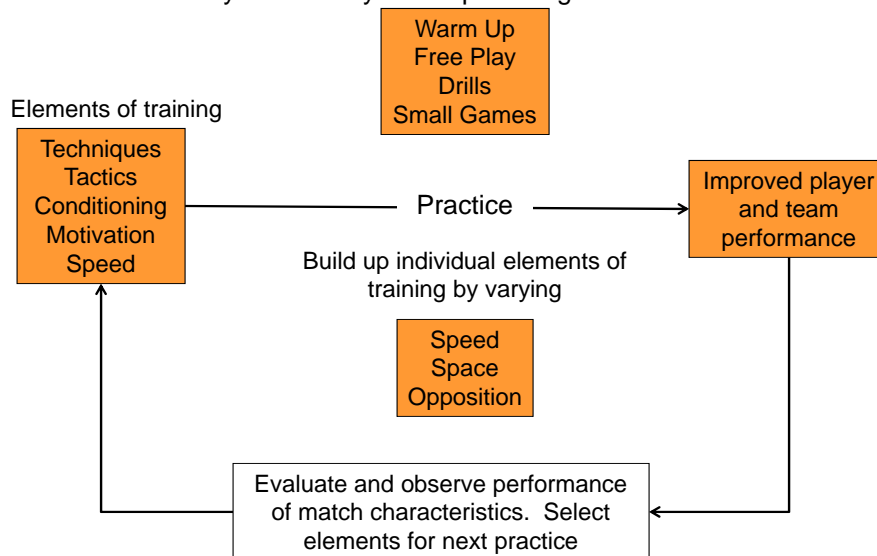 Warm Up
Free Play
Drills
Small Games
Elements of training
Techniques
Tactics
Conditioning
Motivation
Speed
Practice
Improved player
and team
performance
Build up individual elements of
training by varying
Speed
Space
Opposition
Evaluate and observe performance
of match characteristics. Select
elements for next practice